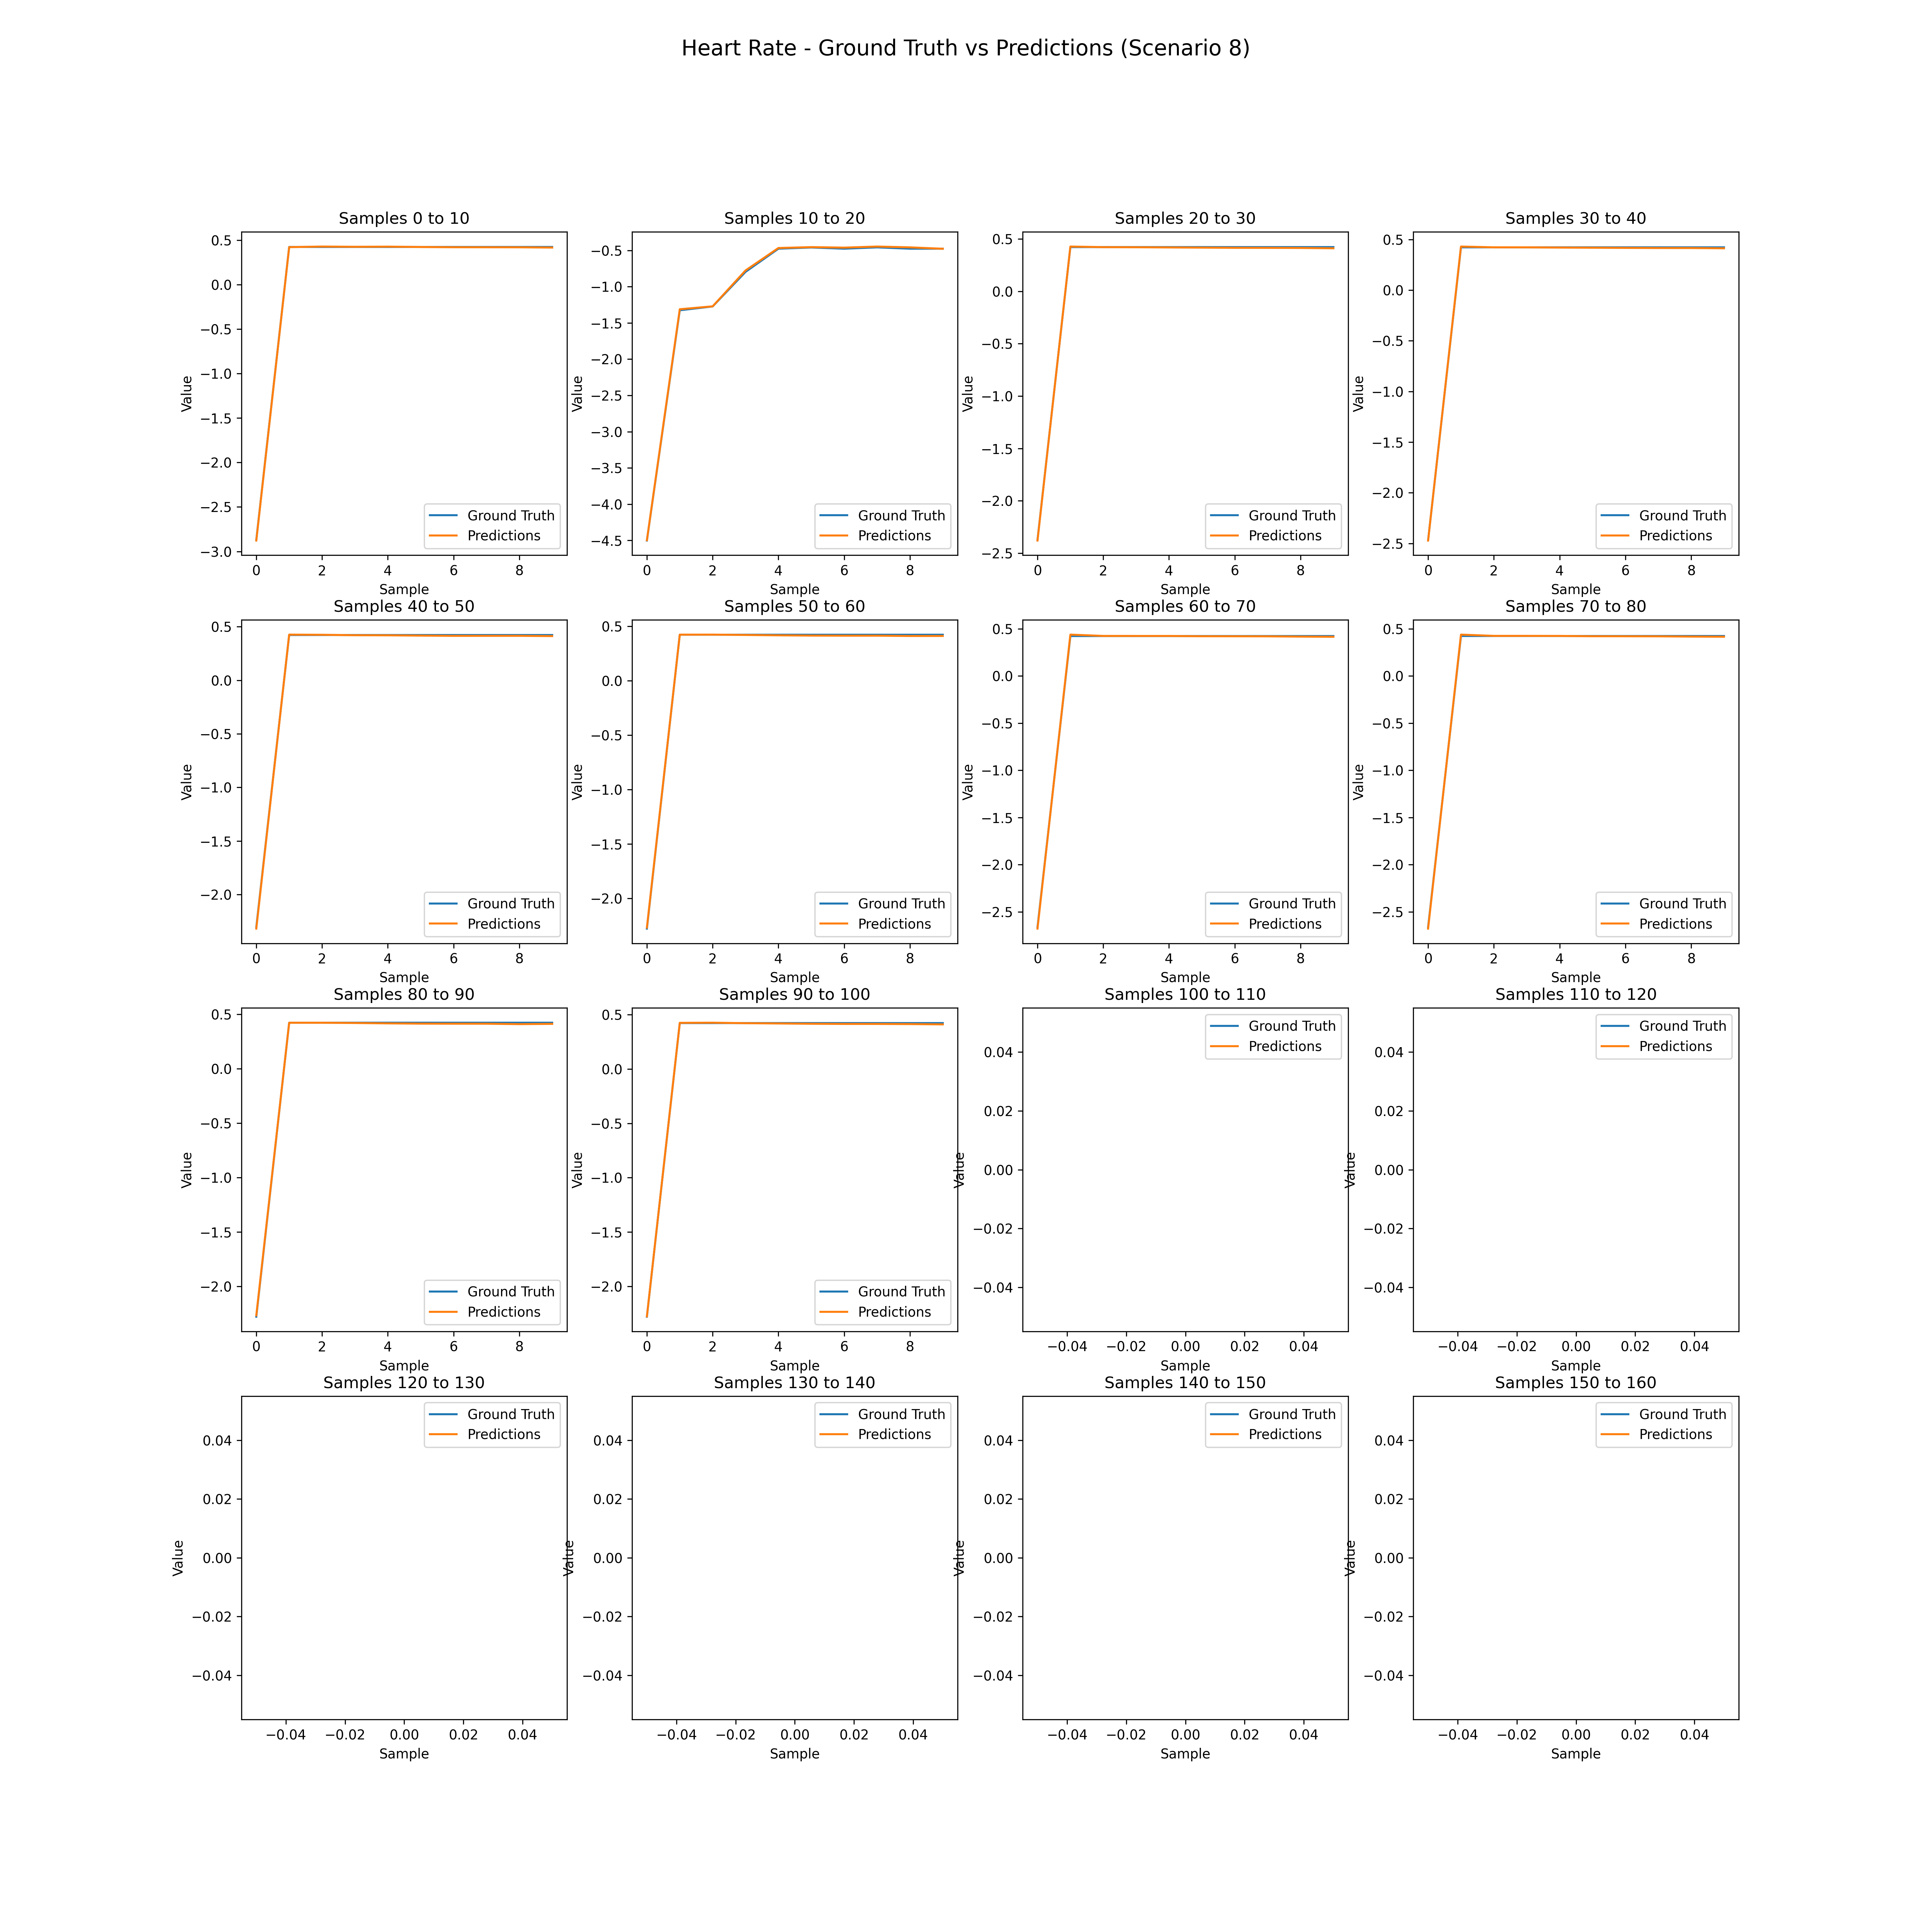 Heart Rate - Ground Truth vs Predictions (Scenario 8)
Samples 0 to 10
0.5
0.0
−0.5
−1.0
−1.5
−2.0
−2.5
−3.0
Value
0 2 4 6 8
Sample
Ground Truth
Predictions
Samples 10 to 20
−0.5
−1.0
−1.5
−2.0
−2.5
−3.0
−3.5
−4.0
−4.5
Value
0 2 4 6 8
Sample
Ground Truth
Predictions
Samples 20 to 30
0.5
0.0
−0.5
−1.0
−1.5
−2.0
−2.5
Value
0 2 4 6 8
Sample
Ground Truth
Predictions
Samples 30 to 40
0.5
0.0
−0.5
−1.0
−1.5
−2.0
−2.5
Value
0 2 4 6 8
Sample
Ground Truth
Predictions
Samples 40 to 50
0.5
0.0
−0.5
−1.0
−1.5
−2.0
Value
0 2 4 6 8
Sample
Ground Truth
Predictions
Samples 50 to 60
0.5
0.0
−0.5
−1.0
−1.5
−2.0
Value
0 2 4 6 8
Sample
Ground Truth
Predictions
Samples 60 to 70
0.5
0.0
−0.5
−1.0
−1.5
−2.0
−2.5
Value
0 2 4 6 8
Sample
Ground Truth
Predictions
Samples 70 to 80
0.5
0.0
−0.5
−1.0
−1.5
−2.0
−2.5
Value
0 2 4 6 8
Sample
Ground Truth
Predictions
Samples 80 to 90
0.5
0.0
−0.5
−1.0
−1.5
−2.0
Value
0 2 4 6 8
Sample
Ground Truth
Predictions
Samples 90 to 100
0.5
0.0
−0.5
−1.0
−1.5
−2.0
Value
0 2 4 6 8
Sample
Ground Truth
Predictions
Samples 100 to 110
Ground Truth
Predictions
0.04
0.02
0.00
−0.02
−0.04
Value
−0.04 −0.02 0.00 0.02 0.04
Sample
Samples 110 to 120
Ground Truth
Predictions
0.04
0.02
0.00
−0.02
−0.04
Value
−0.04 −0.02 0.00 0.02 0.04
Sample
Samples 120 to 130
Ground Truth
Predictions
0.04
0.02
0.00
−0.02
−0.04
Value
−0.04 −0.02 0.00 0.02 0.04
Sample
Samples 130 to 140
Ground Truth
Predictions
0.04
0.02
0.00
−0.02
−0.04
Value
−0.04 −0.02 0.00 0.02 0.04
Sample
Samples 140 to 150
Ground Truth
Predictions
0.04
0.02
0.00
−0.02
−0.04
Value
−0.04 −0.02 0.00 0.02 0.04
Sample
Samples 150 to 160
Ground Truth
Predictions
0.04
0.02
0.00
−0.02
−0.04
Value
−0.04 −0.02 0.00 0.02 0.04
Sample